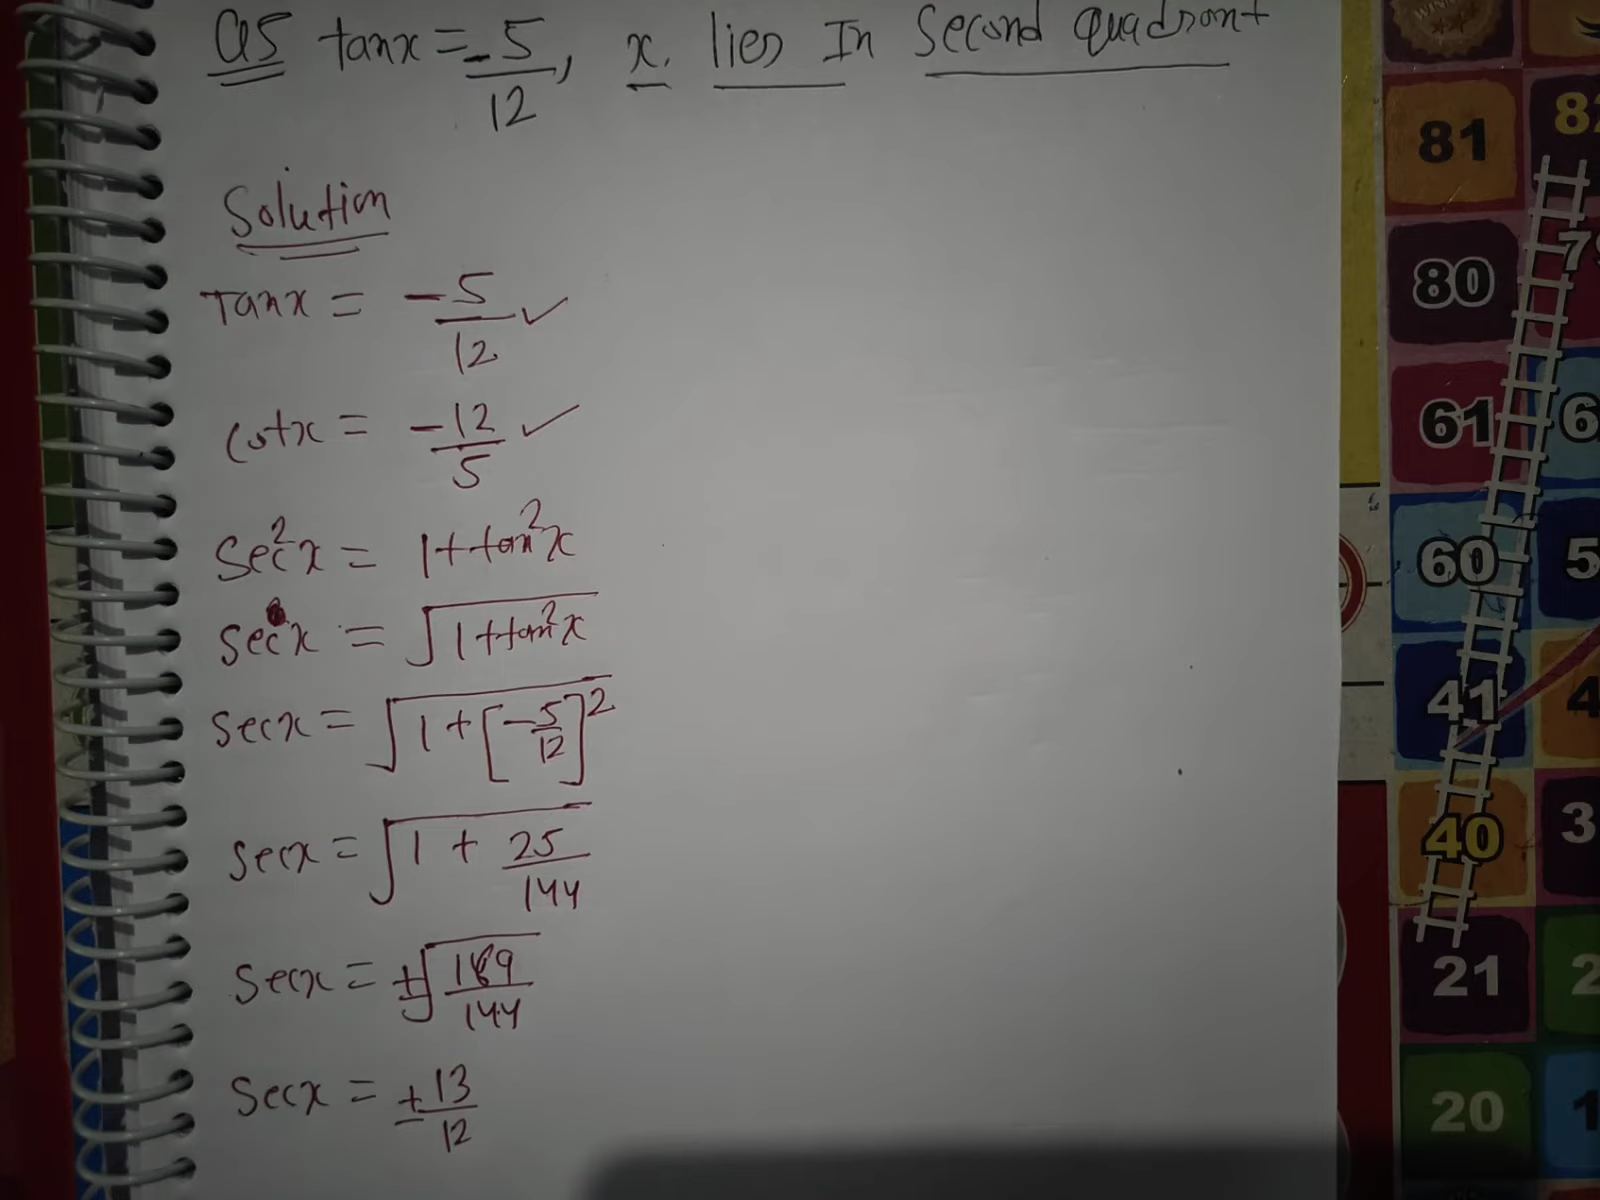 Q5 tanx = -5/12, x. lies In Second quadrant
Solution
Tanx = -5/12 ✓
cotx = -12/5 ✓
Sec²x = 1+tan²x
Secx = √1+tan²x
Secx = √1+[-5/12]²
Secx = √1 + 25/144
Secx = ±√169/144
Secx = ±13/12
81
80
61
60
41
40
21
20